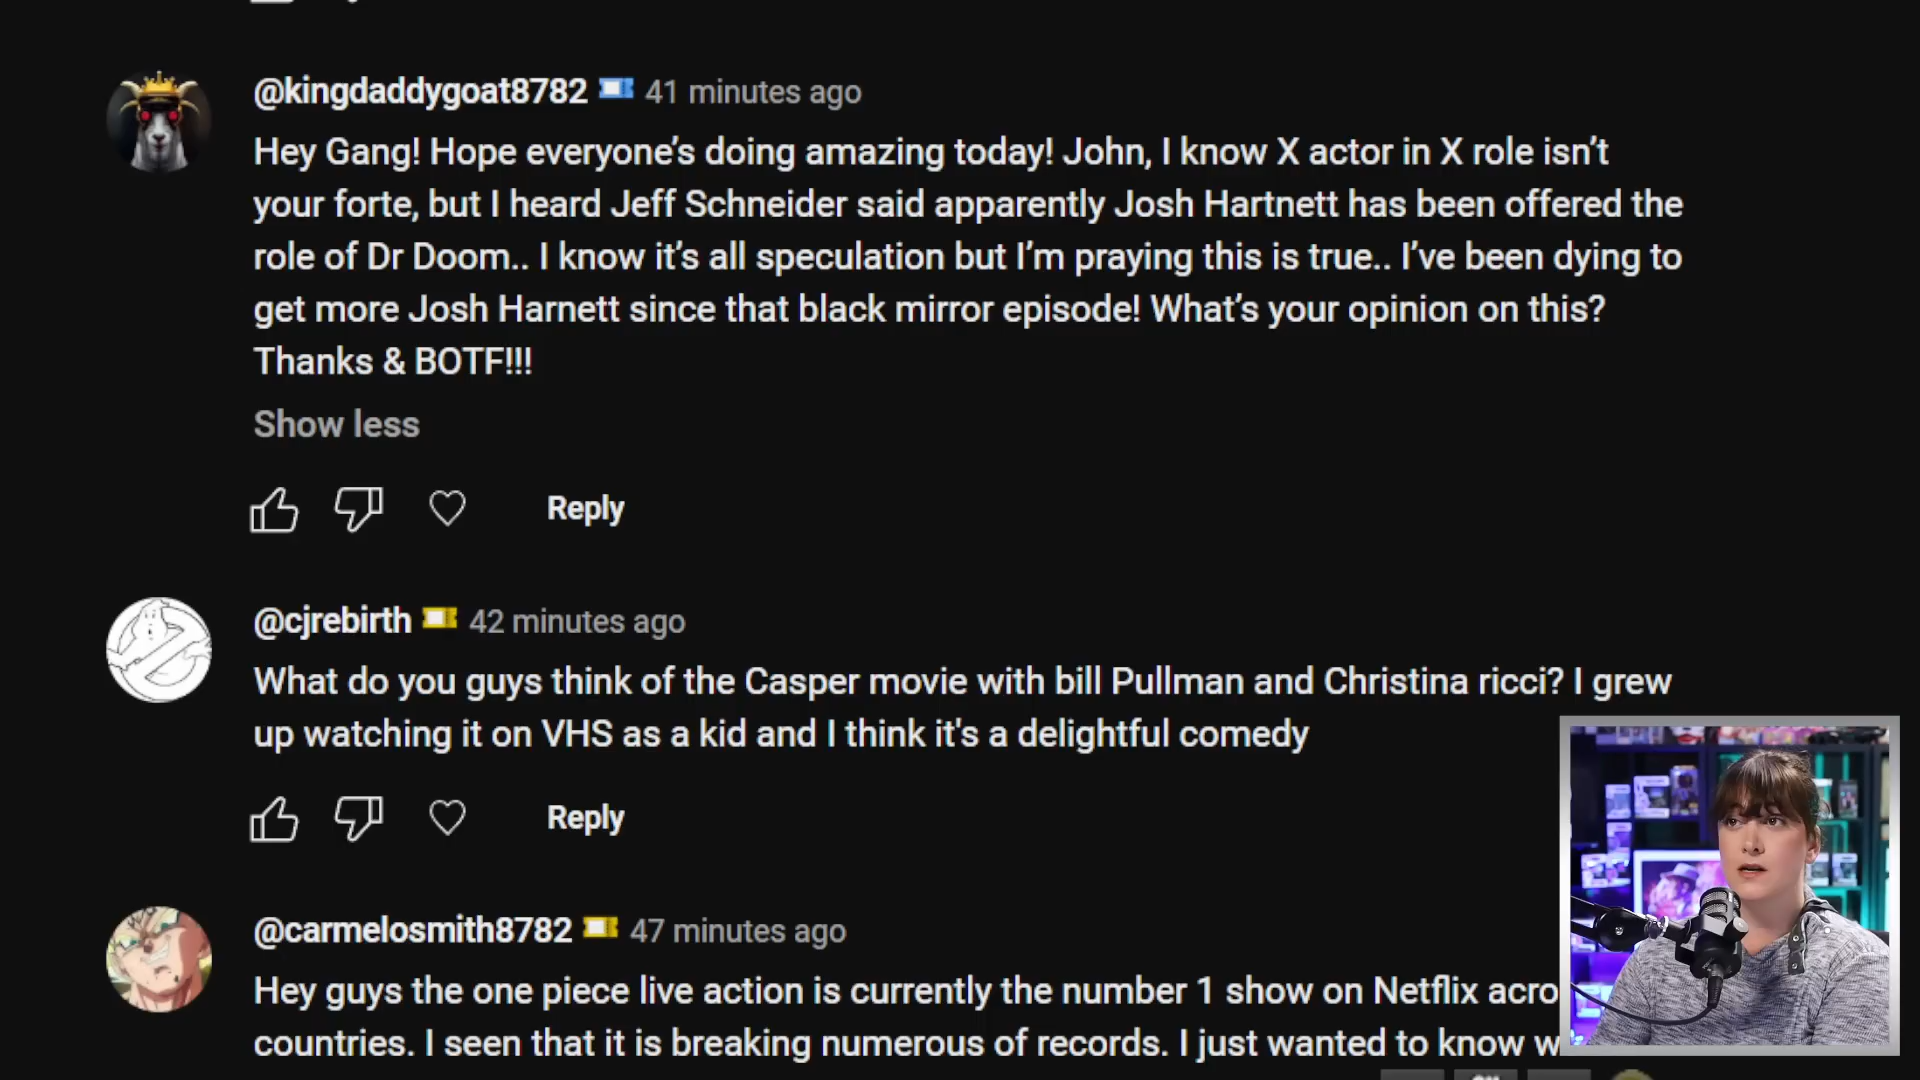 @kingdaddygoat8782 41 minutes ago
Hey Gang! Hope everyone’s doing amazing today! John, I know X actor in X role isn’t
your forte, but I heard Jeff Schneider said apparently Josh Hartnett has been offered the
role of Dr Doom.. I know it’s all speculation but I’m praying this is true.. I’ve been dying to
get more Josh Harnett since that black mirror episode! What’s your opinion on this?
Thanks & BOTF!!!
Show less
Reply
@cjrebirth 42 minutes ago
What do you guys think of the Casper movie with bill Pullman and Christina ricci? I grew
up watching it on VHS as a kid and I think it's a delightful comedy
Reply
@carmelosmith8782 47 minutes ago
Hey guys the one piece live action is currently the number 1 show on Netflix acro
countries. I seen that it is breaking numerous of records. I just wanted to know w